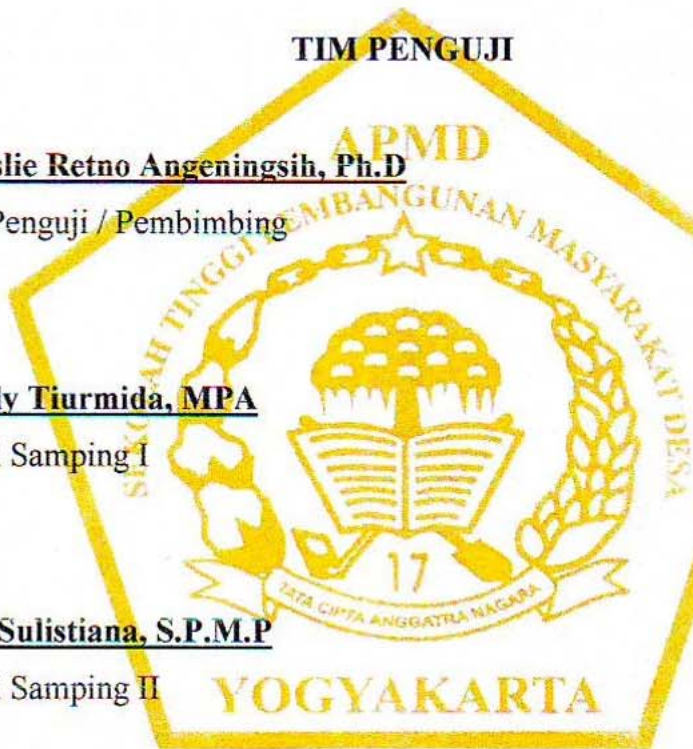 TIM PENGUJI
APMD
slie Retno Angeningsih, Ph.D
Penguji / Pembimbing
SEKOLAH TINGGI PEMBANGUNAN MASYARAKAT DESA
ly Tiurmida, MPA
Samping I
17
TATA CIPTA ANGGATRA NAGARA
Sulistiana, S.P.M.P
Samping II
YOGYAKARTA